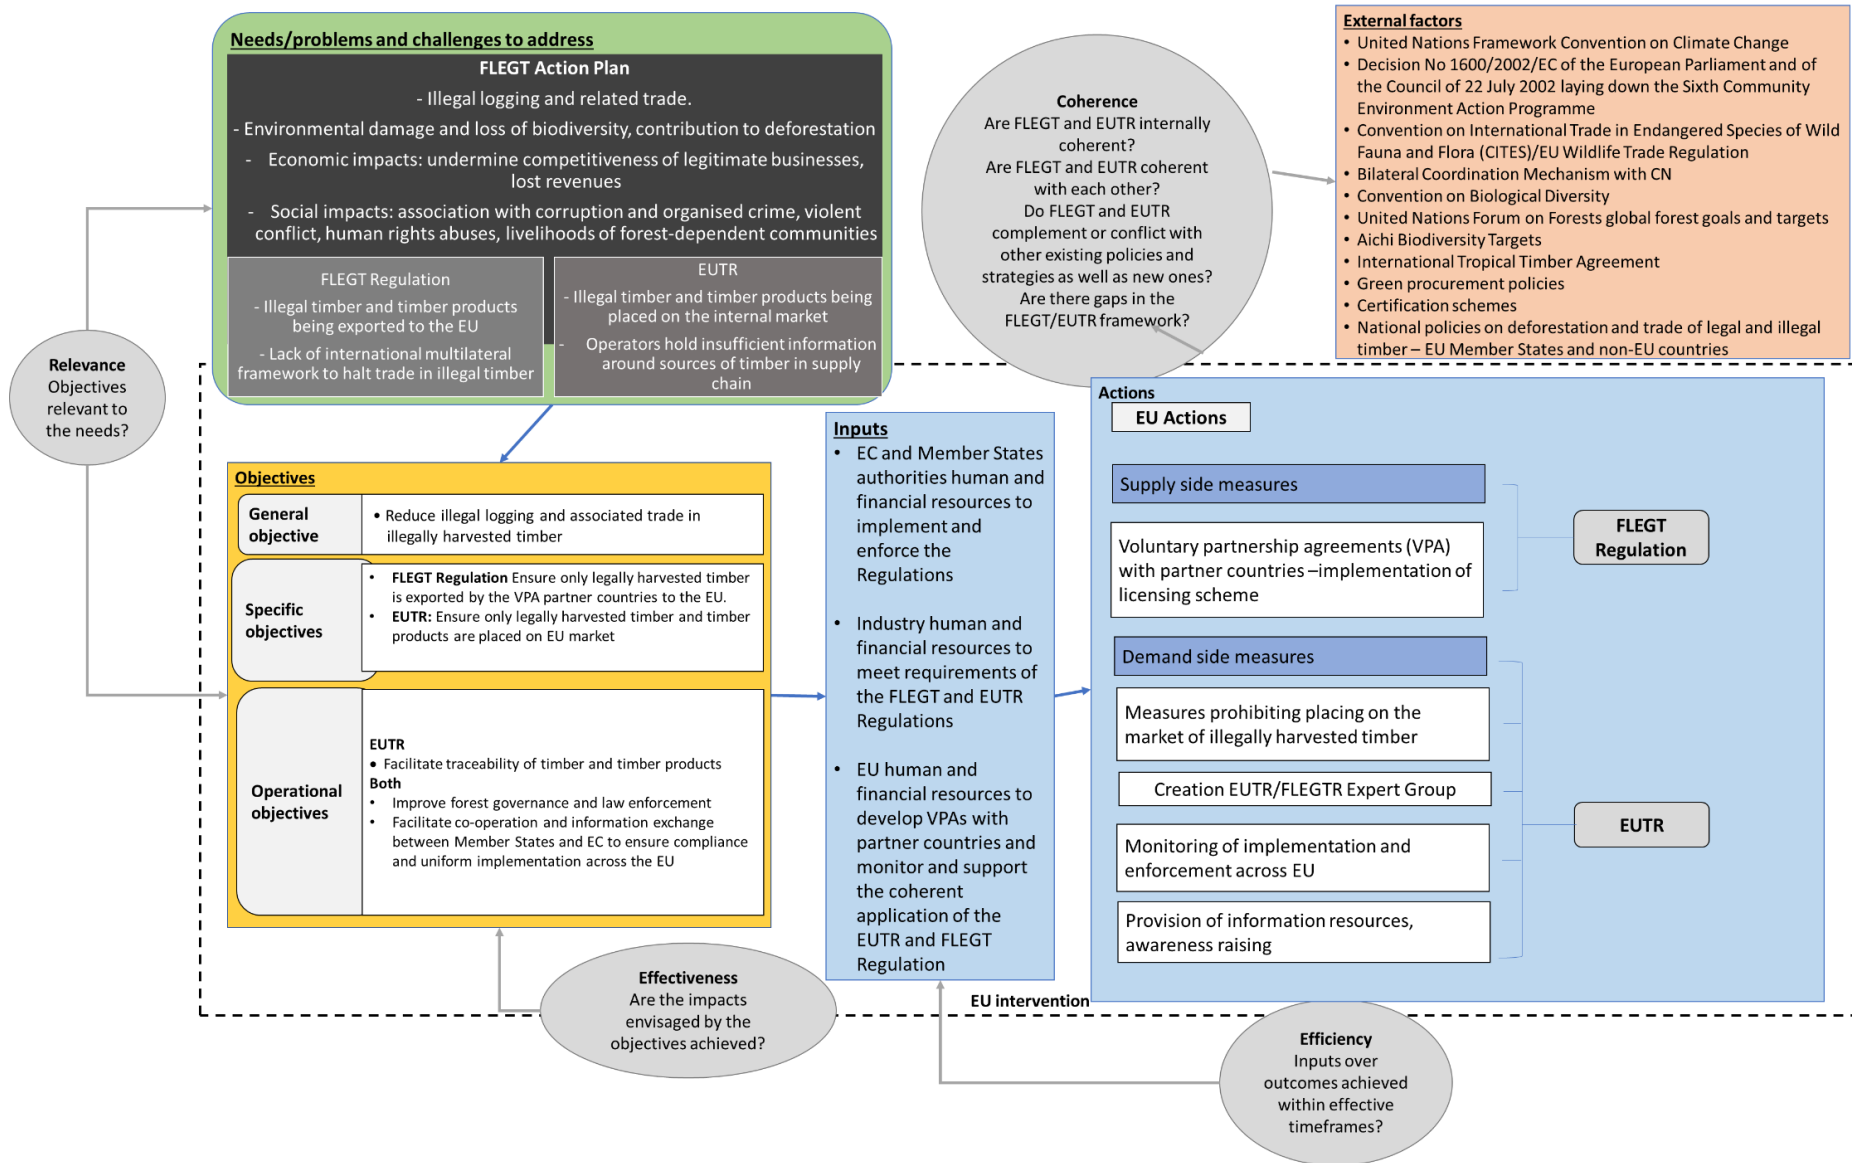 Needs/problems and challenges to address
FLEGT Action Plan
- Illegal logging and related trade.
- Environmental damage and loss of biodiversity, contribution to deforestation
- Economic impacts: undermine competitiveness of legitimate businesses,
lost revenues
- Social impacts: association with corruption and organised crime, violent
conflict, human rights abuses, livelihoods of forest-dependent communities
FLEGT Regulation
- Illegal timber and timber products
being exported to the EU
- Lack of international multilateral
framework to halt trade in illegal timber
EUTR
- Illegal timber and timber products being
placed on the internal market
- Operators hold insufficient information
around sources of timber in supply
chain
Coherence
Are FLEGT and EUTR internally
coherent?
Are FLEGT and EUTR coherent
with each other?
Do FLEGT and EUTR
complement or conflict with
other existing policies and
strategies as well as new ones?
Are there gaps in the
FLEGT/EUTR framework?
External factors
• United Nations Framework Convention on Climate Change
• Decision No 1600/2002/EC of the European Parliament and of
the Council of 22 July 2002 laying down the Sixth Community
Environment Action Programme
• Convention on International Trade in Endangered Species of Wild
Fauna and Flora (CITES)/EU Wildlife Trade Regulation
• Bilateral Coordination Mechanism with CN
• Convention on Biological Diversity
• United Nations Forum on Forests global forest goals and targets
• Aichi Biodiversity Targets
• International Tropical Timber Agreement
• Green procurement policies
• Certification schemes
• National policies on deforestation and trade of legal and illegal
timber – EU Member States and non-EU countries
Relevance
Objectives
relevant to
the needs?
Objectives
General
objective
• Reduce illegal logging and associated trade in
illegally harvested timber
Specific
objectives
• FLEGT Regulation Ensure only legally harvested timber
is exported by the VPA partner countries to the EU.
• EUTR: Ensure only legally harvested timber and timber
products are placed on EU market
Operational
objectives
EUTR
• Facilitate traceability of timber and timber products
Both
• Improve forest governance and law enforcement
• Facilitate co-operation and information exchange
between Member States and EC to ensure compliance
and uniform implementation across the EU
Inputs
• EC and Member States
authorities human and
financial resources to
implement and
enforce the
Regulations
• Industry human and
financial resources to
meet requirements of
the FLEGT and EUTR
Regulations
• EU human and
financial resources to
develop VPAs with
partner countries and
monitor and support
the coherent
application of the
EUTR and FLEGT
Regulation
Actions
EU Actions
Supply side measures
Voluntary partnership agreements (VPA)
with partner countries –implementation of
licensing scheme
FLEGT
Regulation
Demand side measures
Measures prohibiting placing on the
market of illegally harvested timber
Creation EUTR/FLEGTR Expert Group
Monitoring of implementation and
enforcement across EU
Provision of information resources,
awareness raising
EUTR
EU intervention
Effectiveness
Are the impacts
envisaged by the
objectives achieved?
Efficiency
Inputs over
outcomes achieved
within effective
timeframes?